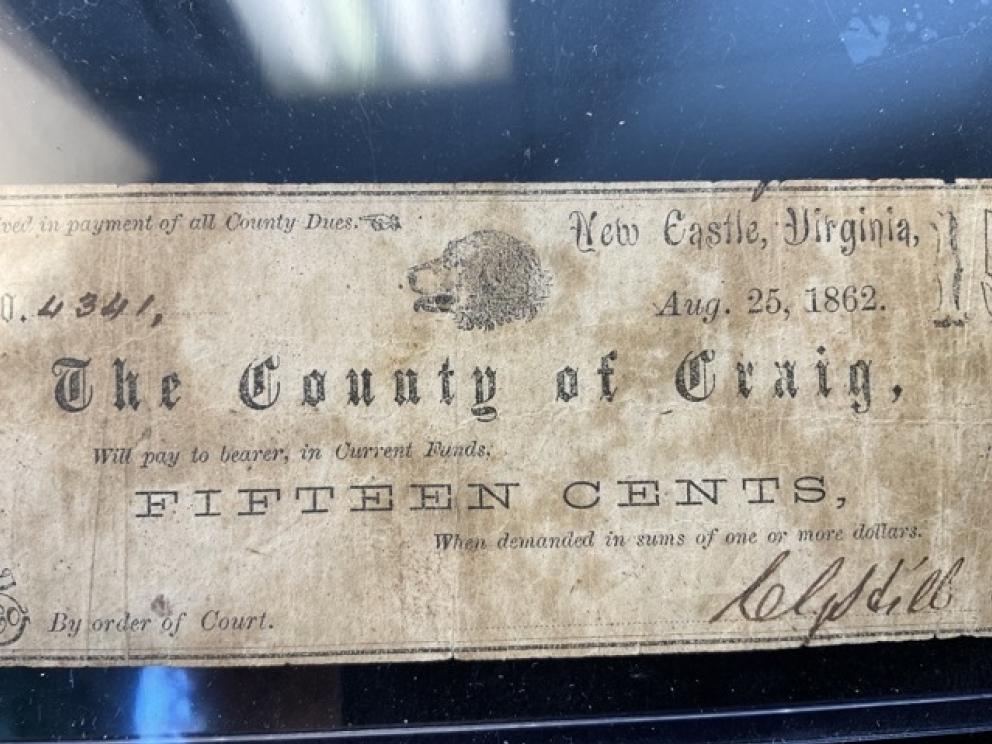 in payment of all County Dues.
New Castle, Virginia,
4341,
Aug. 25, 1862.
The County of Craig,
Will pay to bearer, in Current Funds,
FIFTEEN CENTS,
When demanded in sums of one or more dollars.
By order of Court.